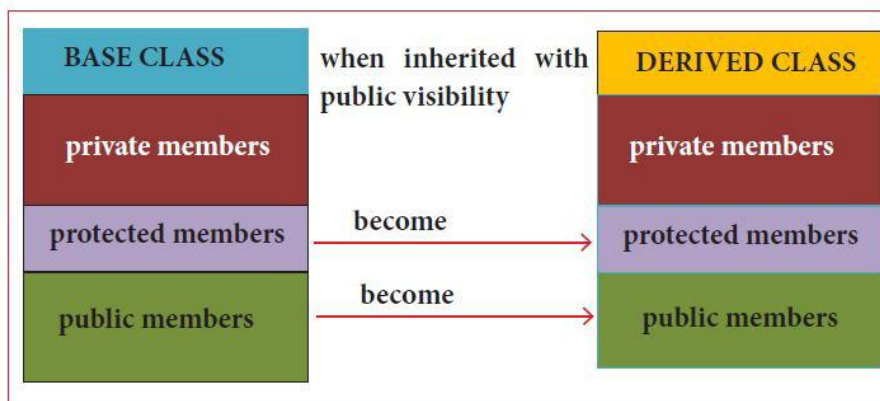 BASE CLASS
when inherited with
public visibility
DERIVED CLASS
private members
private members
protected members
become
protected members
public members
become
public members